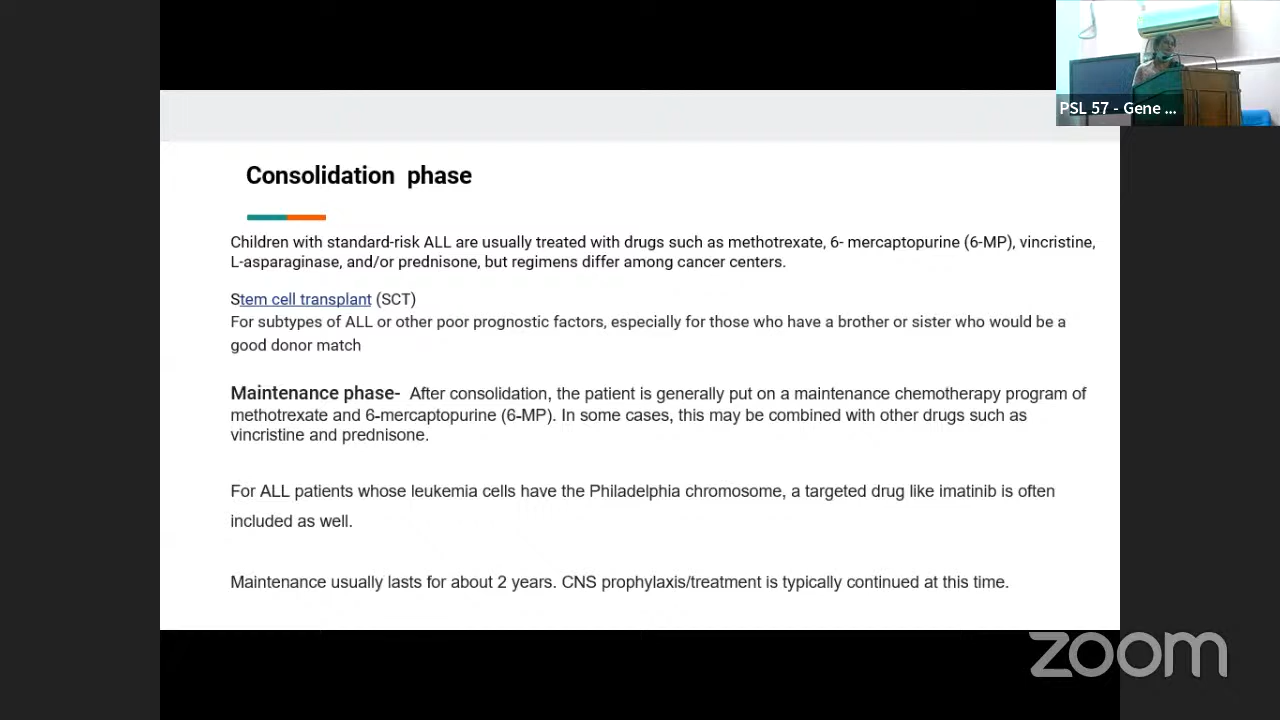 PSL 57 - Gene ...
Consolidation phase
Children with standard-risk ALL are usually treated with drugs such as methotrexate, 6- mercaptopurine (6-MP), vincristine,
L-asparaginase, and/or prednisone, but regimens differ among cancer centers.
Stem cell transplant (SCT)
For subtypes of ALL or other poor prognostic factors, especially for those who have a brother or sister who would be a
good donor match
Maintenance phase- After consolidation, the patient is generally put on a maintenance chemotherapy program of
methotrexate and 6-mercaptopurine (6-MP). In some cases, this may be combined with other drugs such as
vincristine and prednisone.
For ALL patients whose leukemia cells have the Philadelphia chromosome, a targeted drug like imatinib is often
included as well.
Maintenance usually lasts for about 2 years. CNS prophylaxis/treatment is typically continued at this time.
zoom